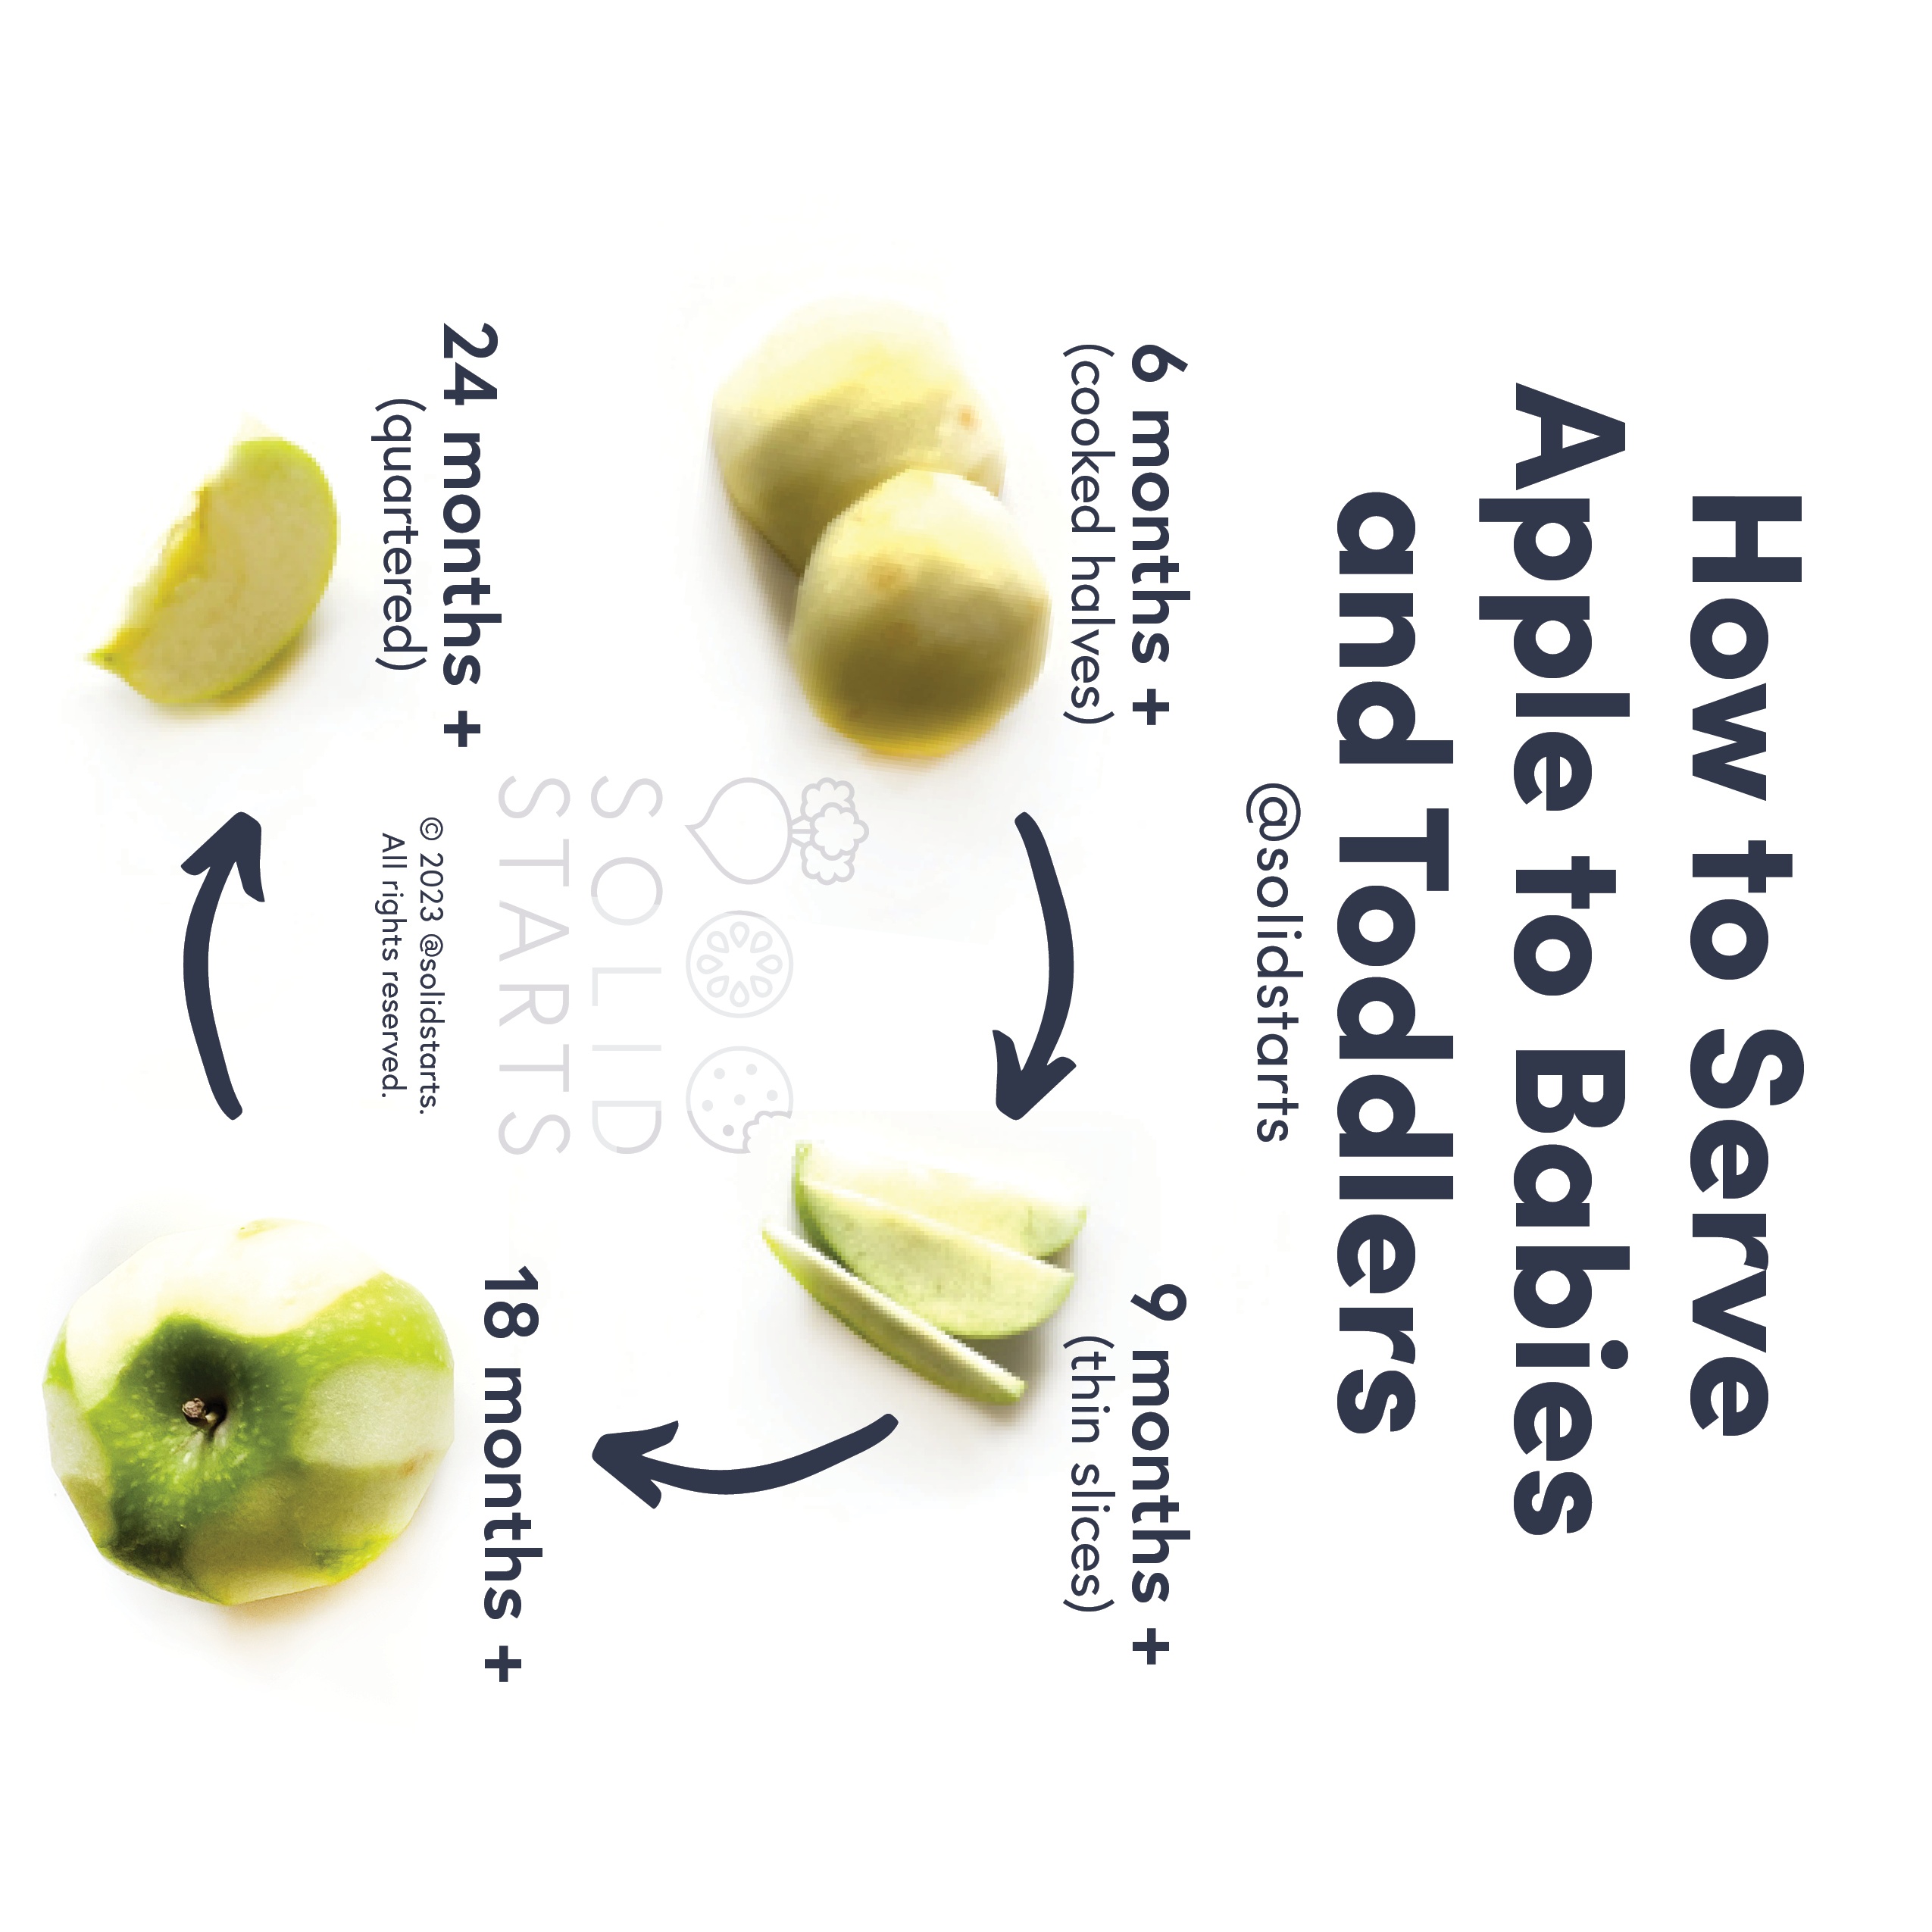 How to Serve
Apple to Babies
and Toddlers
@solidstarts
6 months +
(cooked halves)
9 months +
(thin slices)
SOLID
STARTS
18 months +
24 months +
(quartered)
© 2023 @solidstarts.
All rights reserved.